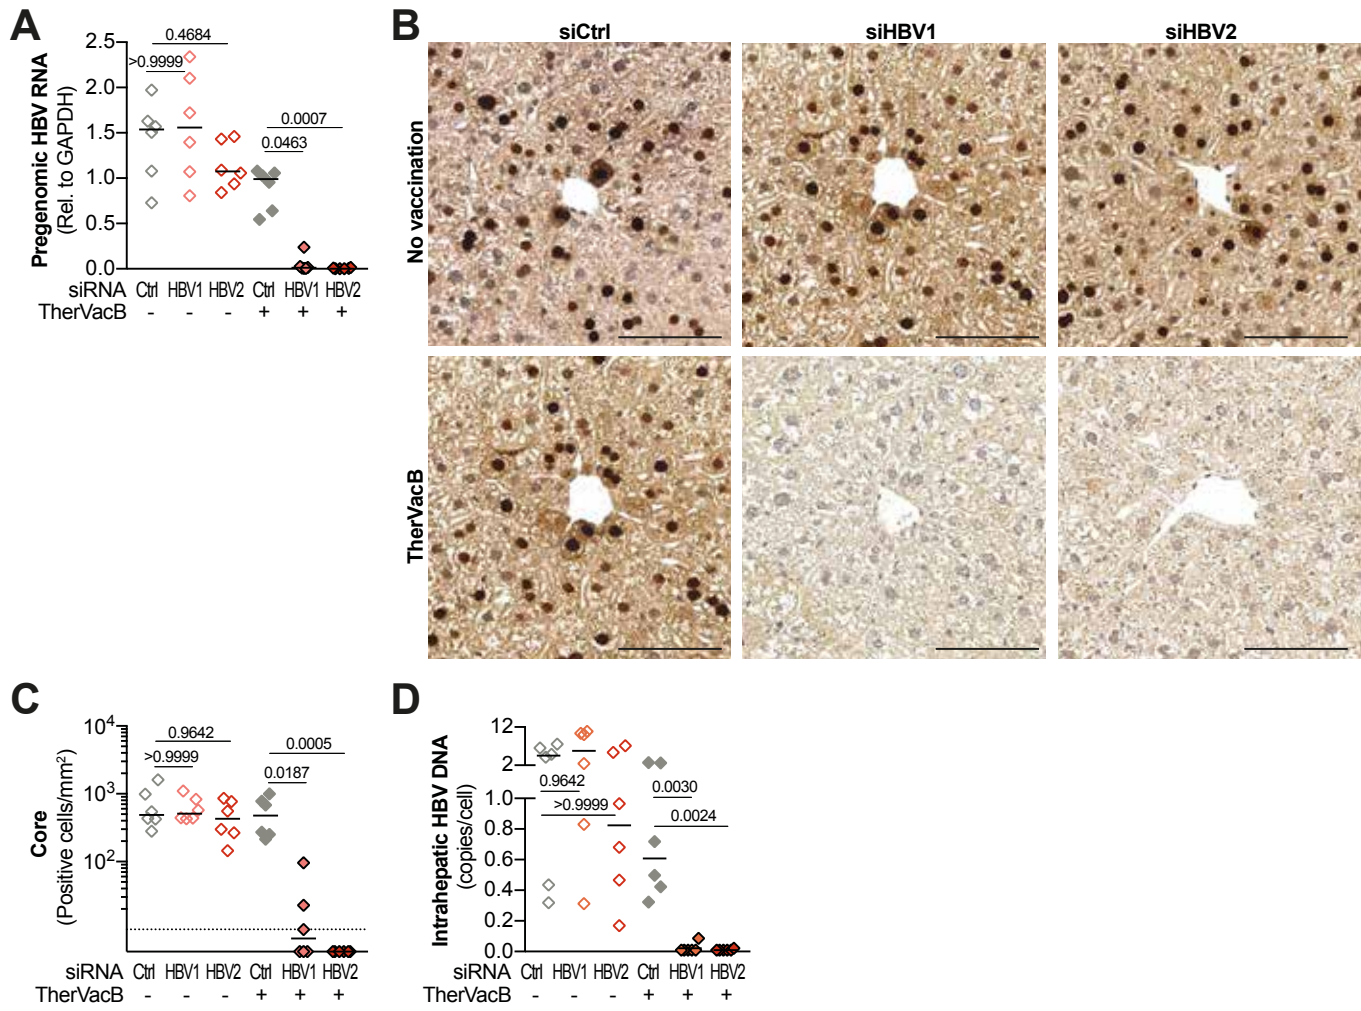 A
Pregenomic HBV RNA
(Rel. to GAPDH)
2.5
2.0
1.5
1.0
0.5
0.0
0.4684
>0.9999
0.0007
0.0463
siRNA Ctrl HBV1 HBV2 Ctrl HBV1 HBV2
TherVacB - - - + + +
B
siCtrl siHBV1 siHBV2
No vaccination
TherVacB
C
Core
(Positive cells/mm²)
10⁴
10³
10²
0.9642
>0.9999
0.0005
0.0187
siRNA Ctrl HBV1 HBV2 Ctrl HBV1 HBV2
TherVacB - - - + + +
D
Intrahepatic HBV DNA
(copies/cell)
12
2
1.0
0.8
0.6
0.4
0.2
0.0
0.9642
>0.9999
0.0030
0.0024
siRNA Ctrl HBV1 HBV2 Ctrl HBV1 HBV2
TherVacB - - - + + +